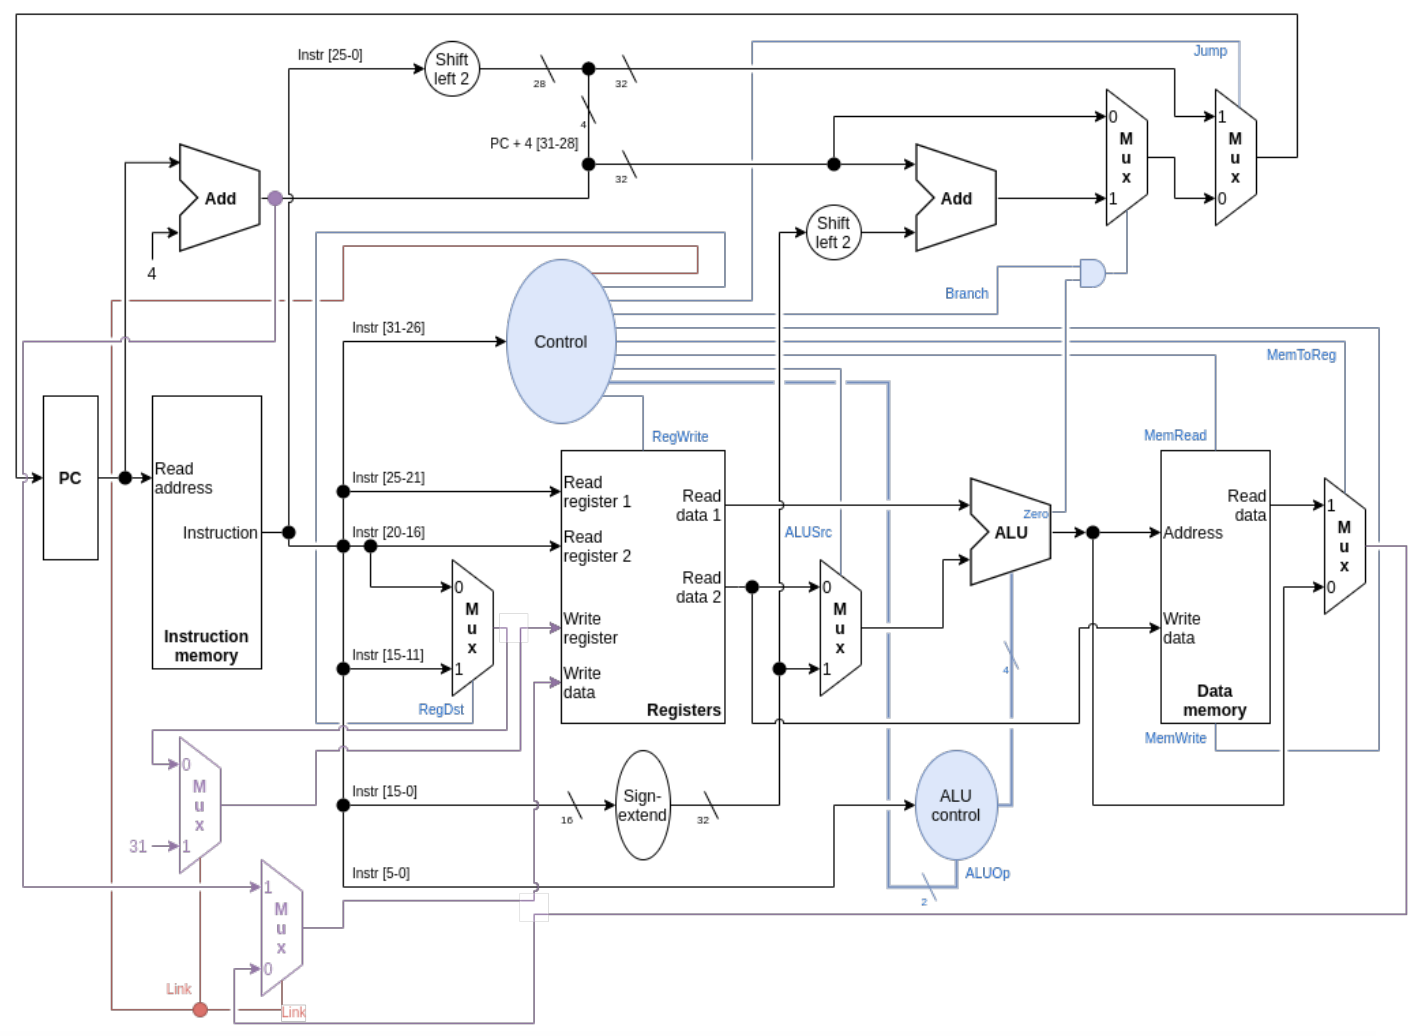 Jump
Instr [25-0]
Shift
left 2
28
32
4
PC + 4 [31-28]
32
0
M
u
x
1
1
M
u
x
0
Add
4
Add
Shift
left 2
Branch
Instr [31-26]
Control
MemToReg
RegWrite
MemRead
PC
Read
address
Instruction
Instruction
memory
Instr [25-21]
Read
register 1
Read
data 1
Instr [20-16]
Read
register 2
Read
data 2
0
M
u
x
1
Write
register
Write
data
Instr [15-11]
RegDst
Registers
ALUSrc
0
M
u
x
1
Zero
ALU
4
Address
Read
data
Write
data
Data
memory
MemWrite
1
M
u
x
0
0
M
u
x
31
1
Instr [15-0]
16
Sign-
extend
32
ALU
control
Instr [5-0]
ALUOp
2
1
M
u
x
0
Link
Link